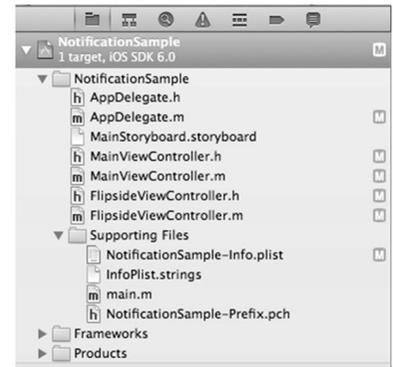 NotificationSample M
1 target, iOS SDK 6.0
NotificationSample
h AppDelegate.h
m AppDelegate.m M
MainStoryboard.storyboard
h MainViewController.h M
m MainViewController.m M
h FlipsideViewController.h M
m FlipsideViewController.m M
Supporting Files
NotificationSample-Info.plist M
InfoPlist.strings
m main.m
h NotificationSample-Prefix.pch
Frameworks
Products